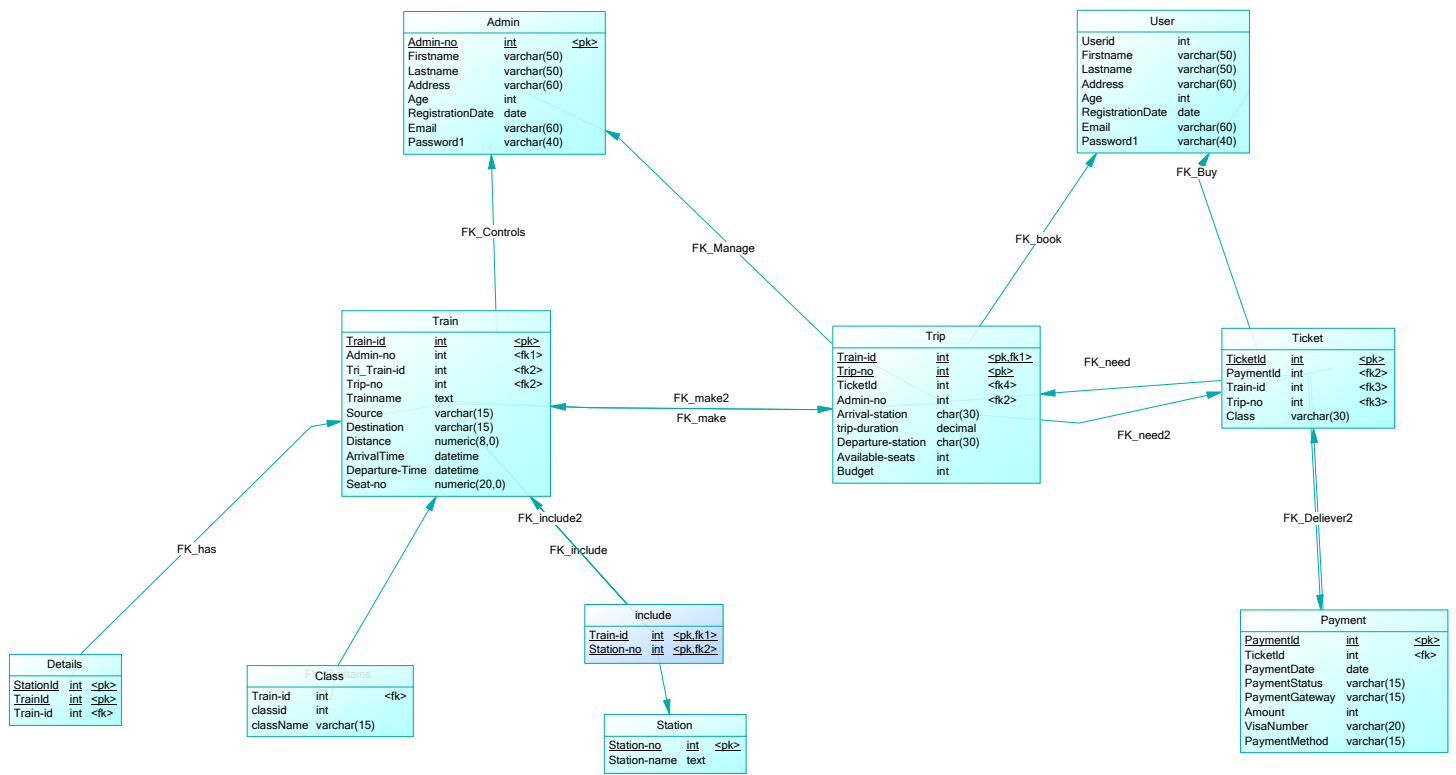 Admin
Admin-no int <pk>
Firstname varchar(50)
Lastname varchar(50)
Address varchar(60)
Age int
RegistrationDate date
Email varchar(60)
Password1 varchar(40)
User
Userid int
Firstname varchar(50)
Lastname varchar(50)
Address varchar(60)
Age int
RegistrationDate date
Email varchar(60)
Password1 varchar(40)
FK_Buy
FK_Controls
FK_Manage
FK_book
Train
Train-id int <pk>
Admin-no int <fk1>
Tri_Train-id int <fk2>
Trip-no int <fk2>
Trainname text
Source varchar(15)
Destination varchar(15)
Distance numeric(8,0)
ArrivalTime datetime
Departure-Time datetime
Seat-no numeric(20,0)
FK_make2
FK_make
Trip
Train-id int <pk,fk1>
Trip-no int <pk>
TicketId int <fk4>
Admin-no int <fk2>
Arrival-station char(30)
trip-duration decimal
Departure-station char(30)
Available-seats int
Budget int
FK_need
FK_need2
Ticket
TicketId int <pk>
PaymentId int <fk2>
Train-id int <fk3>
Trip-no int <fk3>
Class varchar(30)
FK_has
FK_include2
FK_include
FK_Deliever2
include
Train-id int <pk,fk1>
Station-no int <pk,fk2>
Payment
PaymentId int <pk>
TicketId int <fk>
PaymentDate date
PaymentStatus varchar(15)
PaymentGateway varchar(15)
Amount int
VisaNumber varchar(20)
PaymentMethod varchar(15)
Details
StationId int <pk>
TrainId int <pk>
Train-id int <fk>
Class
Train-id int <fk>
classid int
className varchar(15)
Station
Station-no int <pk>
Station-name text